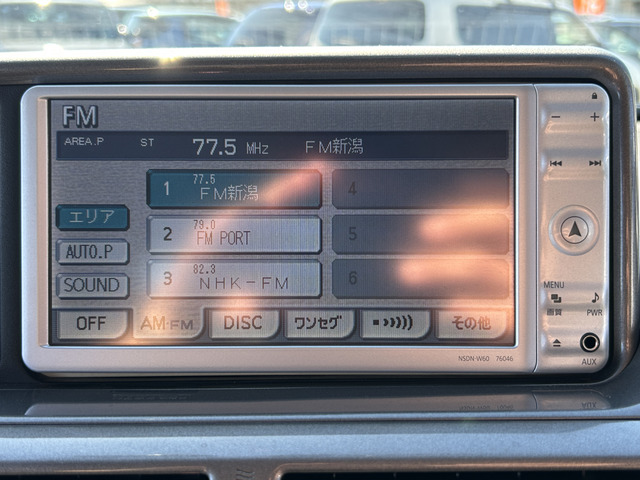 FM
AREA.P ST 77.5 MHz FM新潟
1 77.5 FM新潟
4
エリア
2 79.0 FM PORT
5
AUTO.P
3 82.3 NHK-FM
6
SOUND
OFF AM·FM DISC ワンセグ その他
NSDN-W60 76046
MENU
画質 PWR
AUX